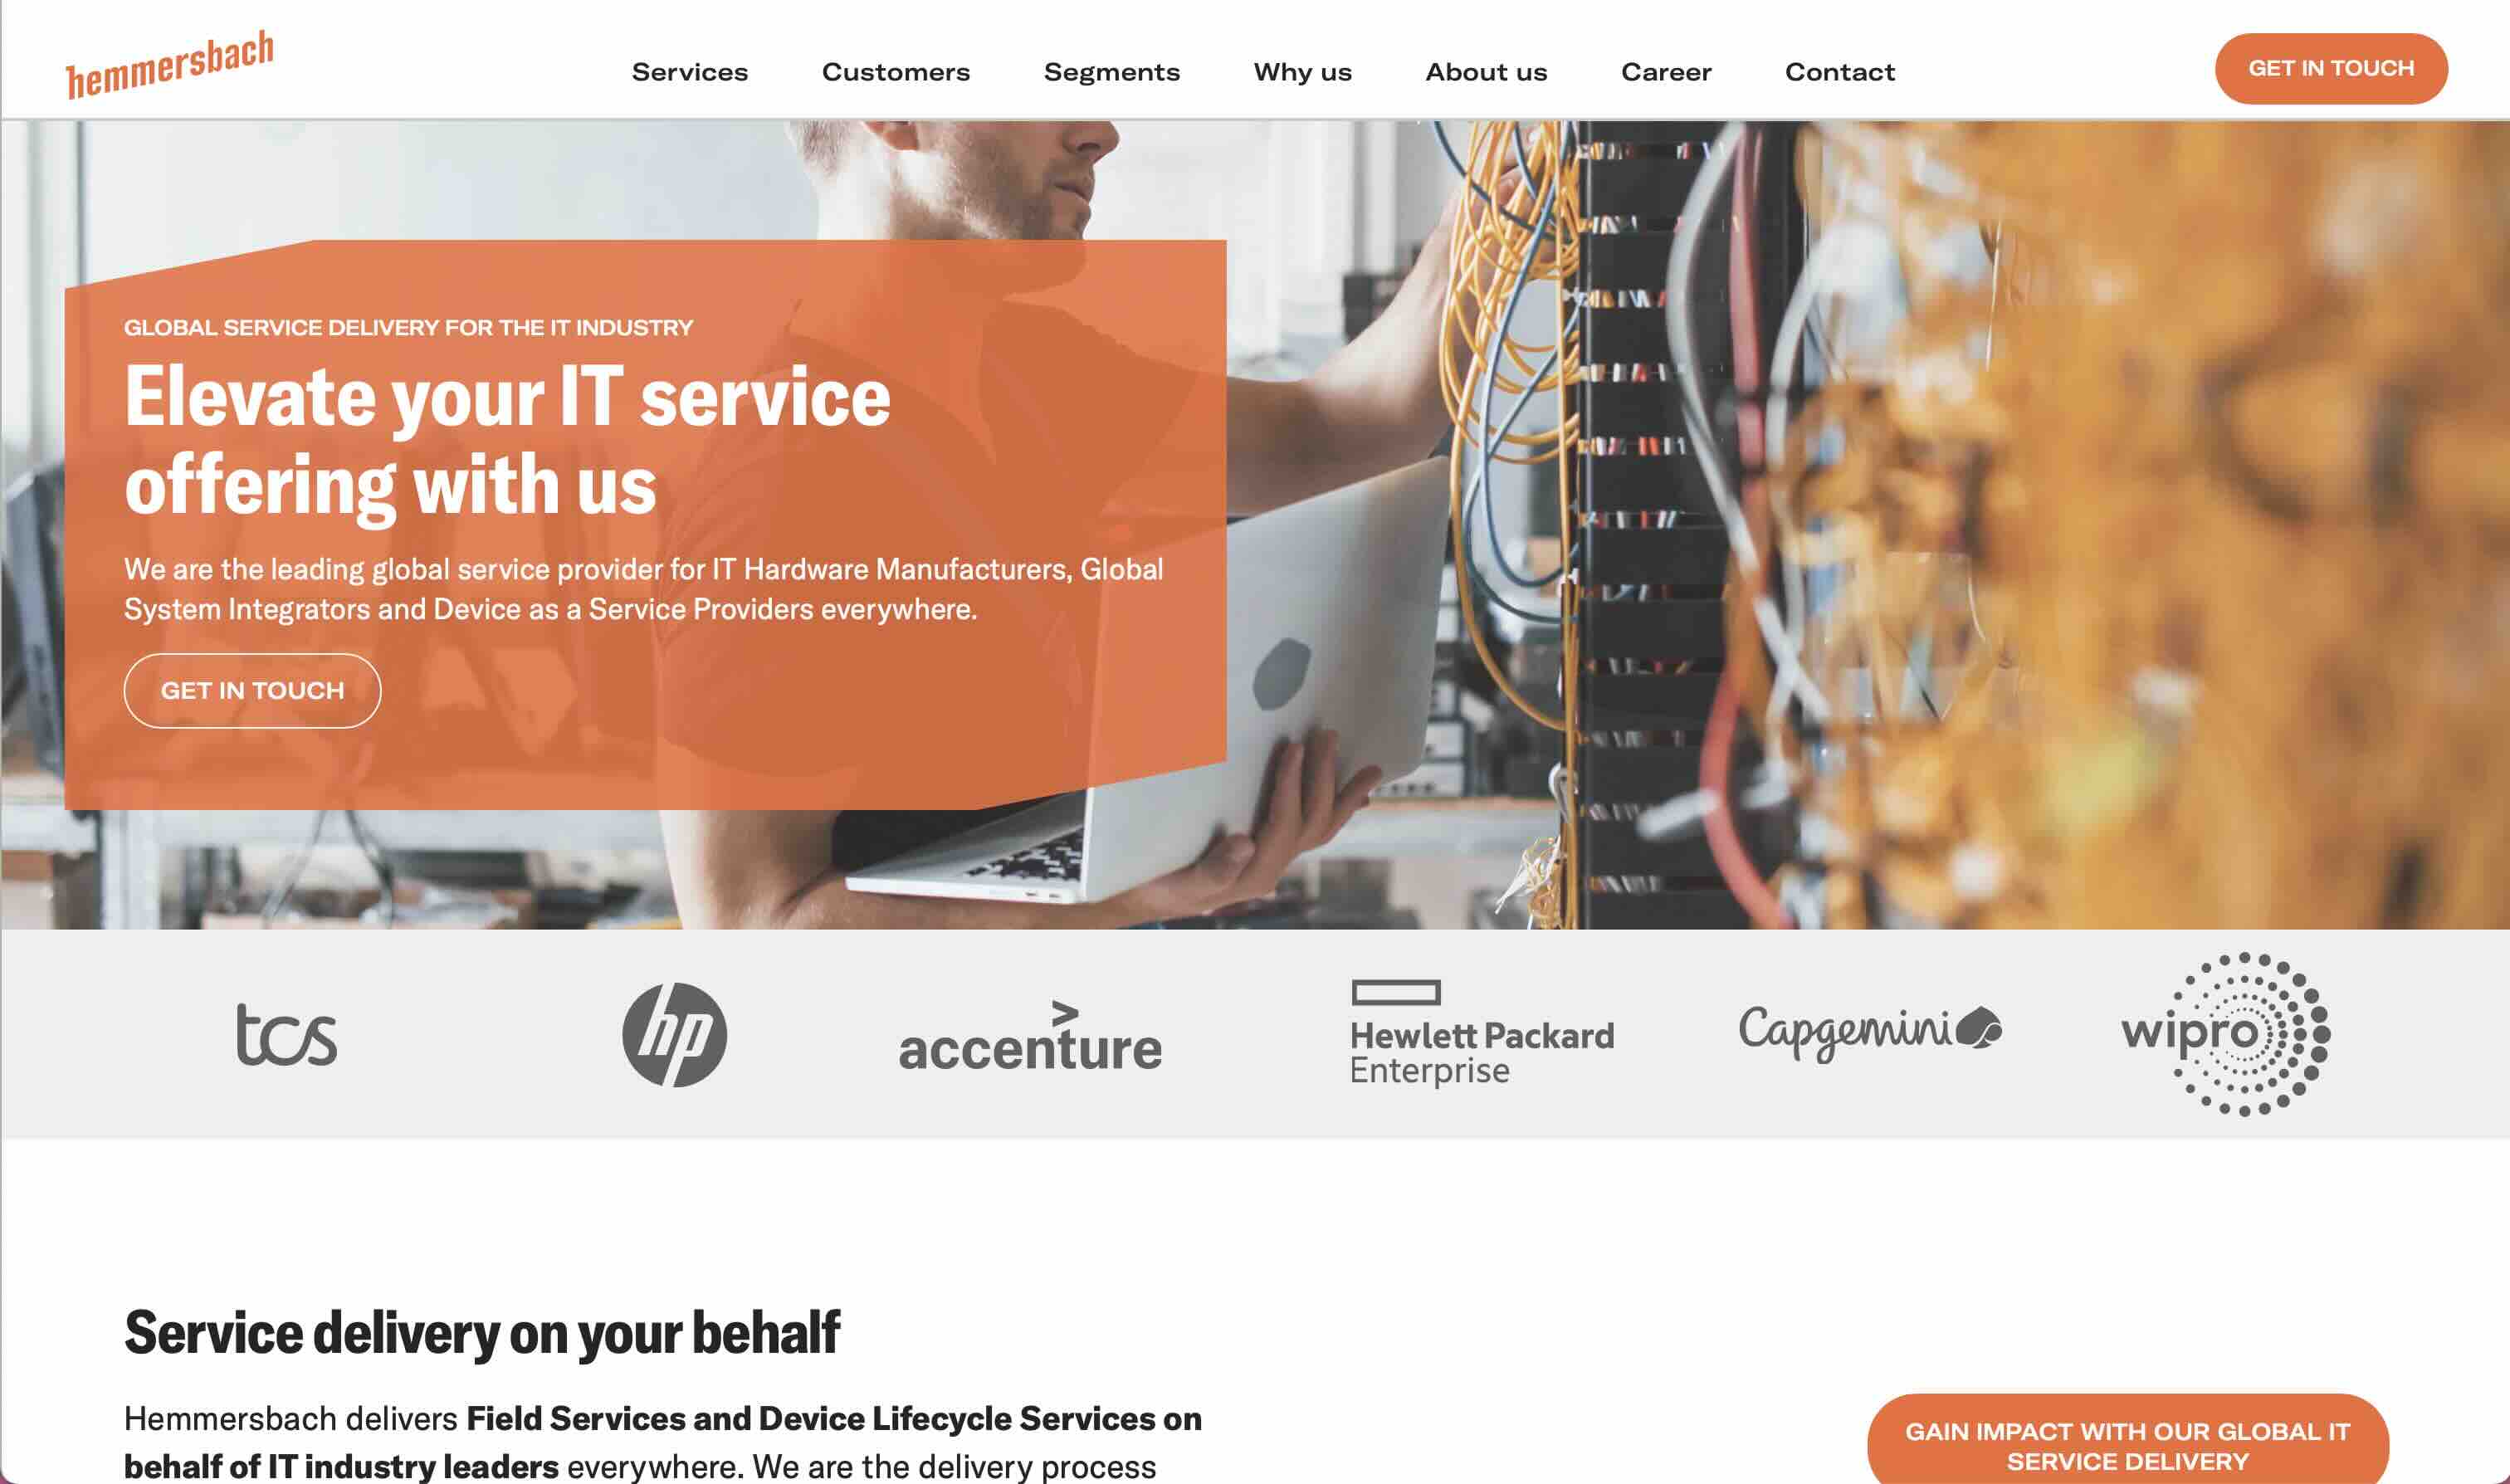 hemmersbach
Services
Customers
Segments
Why us
About us
Career
Contact
GET IN TOUCH
GLOBAL SERVICE DELIVERY FOR THE IT INDUSTRY
Elevate your IT service
offering with us
We are the leading global service provider for IT Hardware Manufacturers, Global
System Integrators and Device as a Service Providers everywhere.
GET IN TOUCH
tcs
hp
accenture
Hewlett Packard
Enterprise
Capgemini
wipro
Service delivery on your behalf
Hemmersbach delivers Field Services and Device Lifecycle Services on
behalf of IT industry leaders everywhere. We are the delivery process
GAIN IMPACT WITH OUR GLOBAL IT
SERVICE DELIVERY